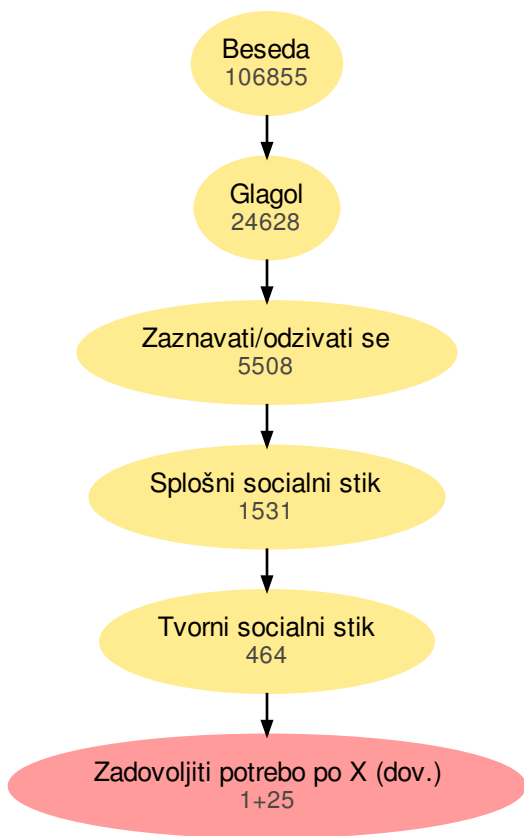 Beseda
106855
Glagol
24628
Zaznavati/odzivati se
5508
Splošni socialni stik
1531
Tvorni socialni stik
464
Zadovoljiti potrebo po X (dov.)
1+25